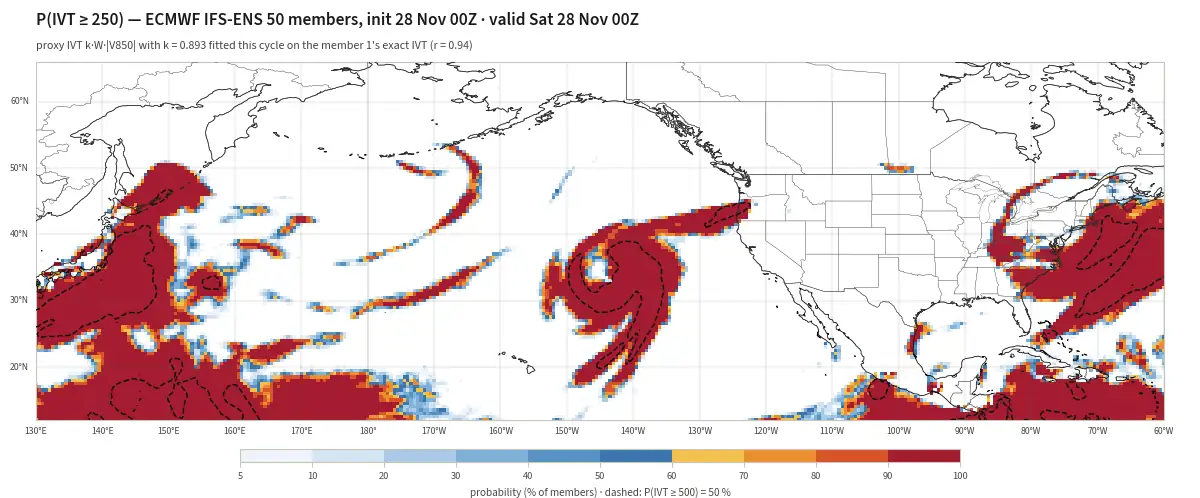 P(IVT ≥ 250) — ECMWF IFS-ENS 50 members, init 28 Nov 00Z · valid Sat 28 Nov 00Z
proxy IVT k·W·|V850| with k = 0.893 fitted this cycle on the member 1's exact IVT (r = 0.94)
60°N
50°N
40°N
30°N
20°N
130°E 140°E 150°E 160°E 170°E 180° 170°W 160°W 150°W 140°W 130°W 120°W 110°W 100°W 90°W 80°W 70°W 60°W
5 10 20 30 40 50 60 70 80 90 100
probability (% of members) · dashed: P(IVT ≥ 500) = 50 %